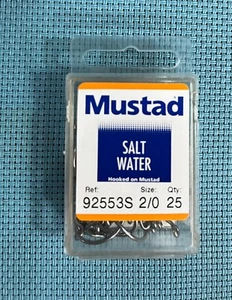 Mustad
SALT
WATER
Hooked on Mustad
Ref: Size: Qty:
92553S 2/0 25